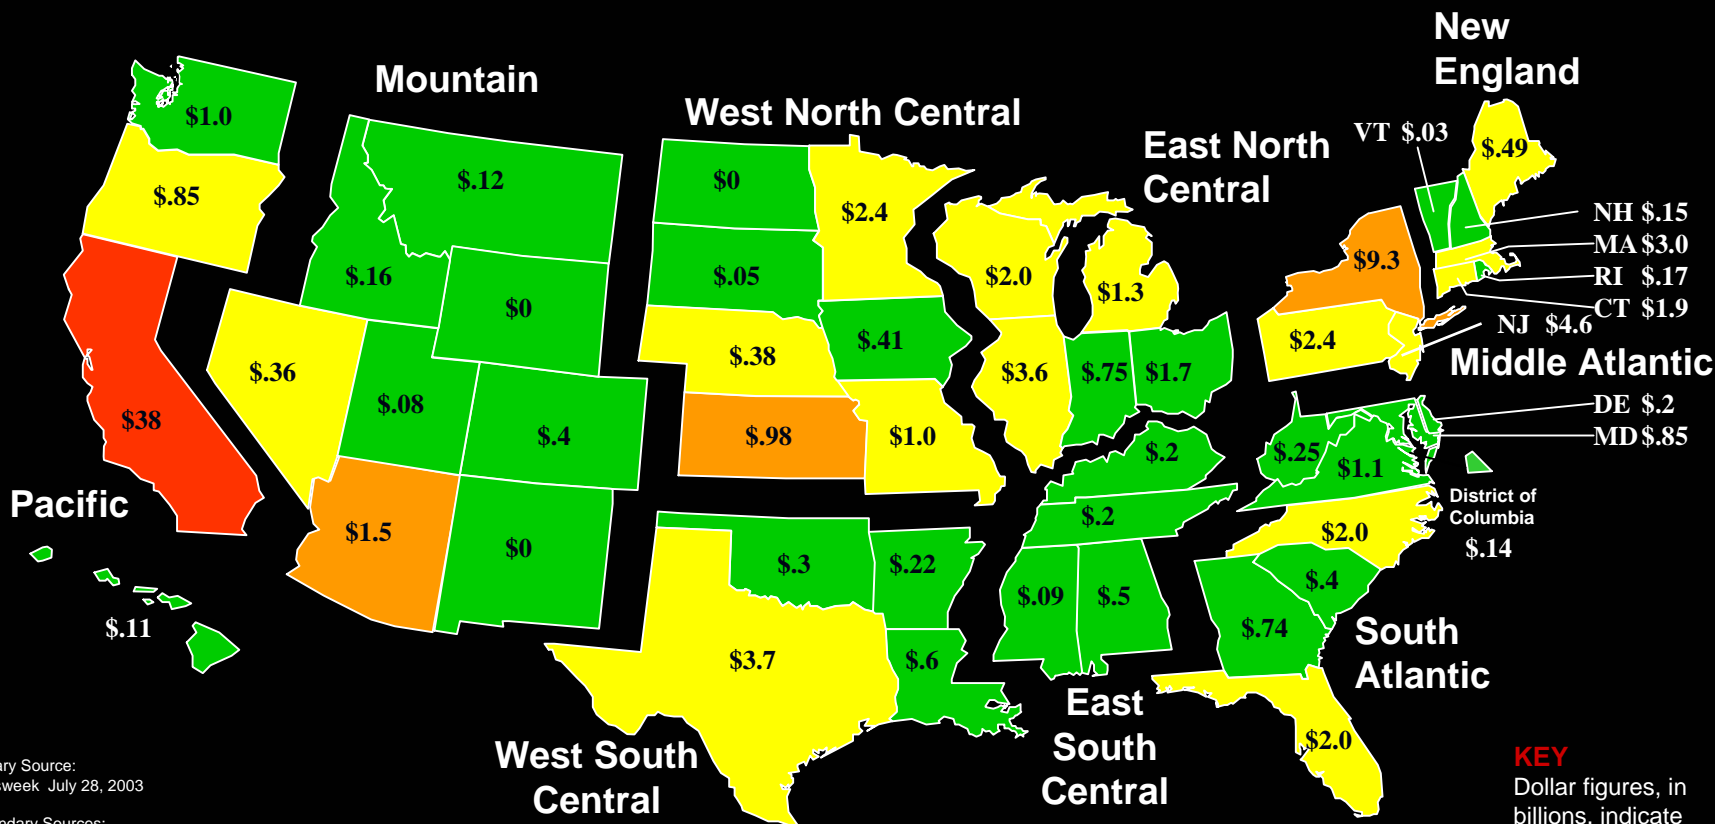 New
England
Mountain
West North Central
East North
Central
VT $.03
$.49
$1.0
$.12
$0
$2.4
$.85
NH $.15
MA $3.0
RI $.17
CT $1.9
NJ $4.6
$9.3
$.16
$.05
$2.0
$1.3
$0
$.36
$.38
$.41
$3.6
$.75
$1.7
$2.4
Middle Atlantic
$38
$.08
$.4
$.98
$1.0
DE $.2
MD $.85
$.2
$.25
$1.1
Pacific
$1.5
$0
$.3
$.22
$.2
$2.0
District of
Columbia
$.14
$.11
$.09
$.5
$.4
$.74
$3.7
$.6
South
Atlantic
East
South
Central
West South
Central
$2.0
ary Source:
sweek July 28, 2003
ndary Sources:
KEY
Dollar figures, in
billions, indicate